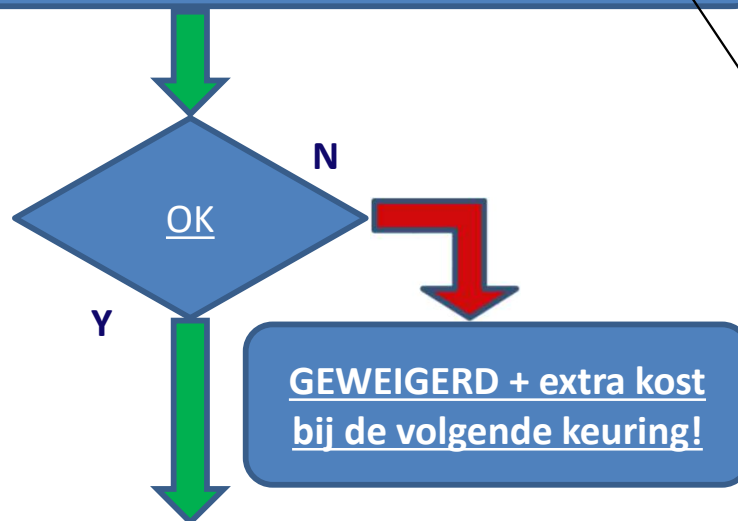 N
OK
Y
GEWEIGERD + extra kost
bij de volgende keuring!